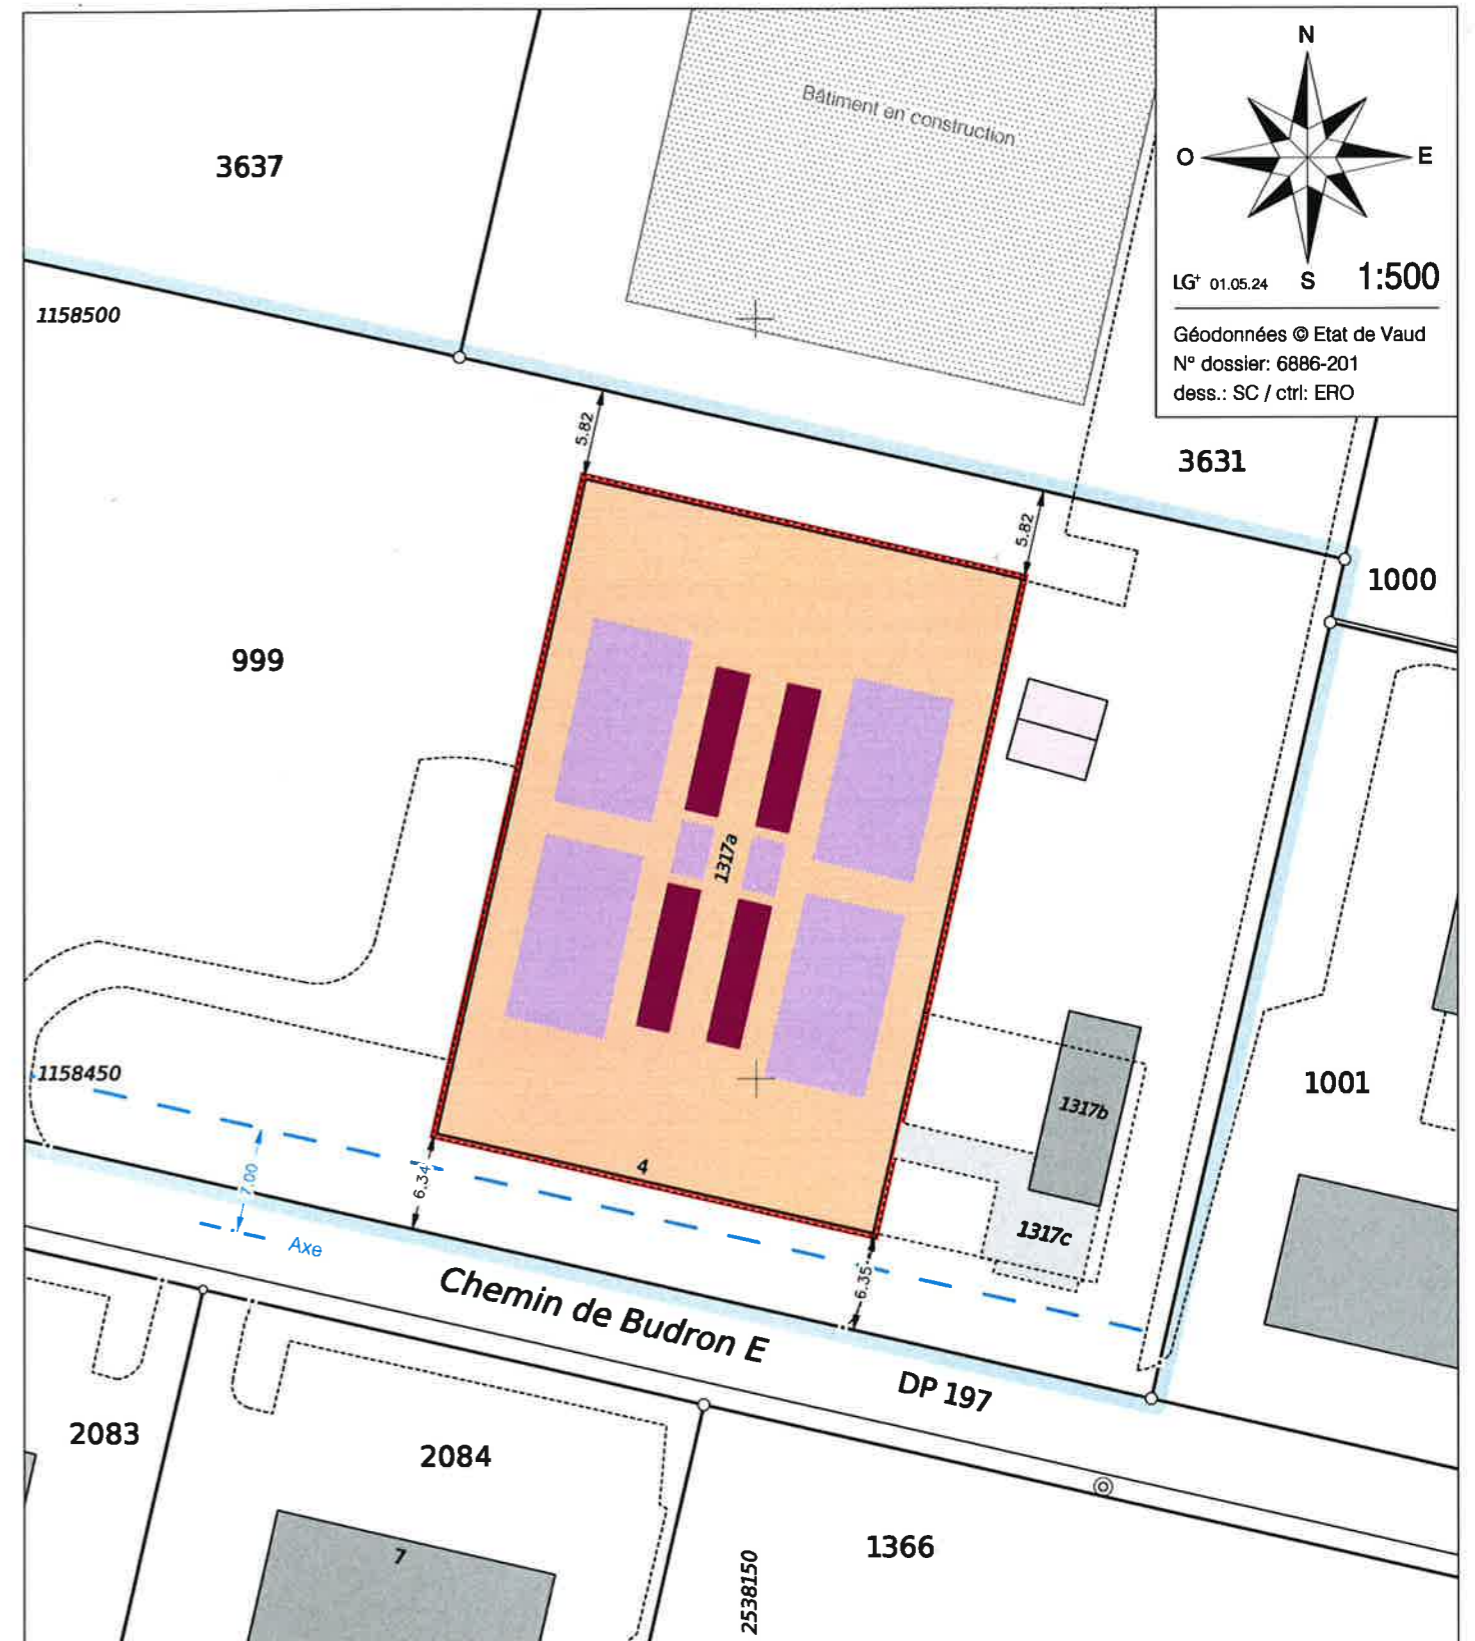 N
O
E
S
LG+ 01.05.24
1:500
Géodonnées © Etat de Vaud
N° dossier: 6886-201
dess.: SC / ctrl: ERO
Bâtiment en construction
3637
1158500
5.82
3631
5.82
1000
999
1317a
1158450
1001
1317b
4
7.00
6.34
1317c
Axe
6.35
Chemin de Budron E
DP 197
2083
2084
1366
7
2538150